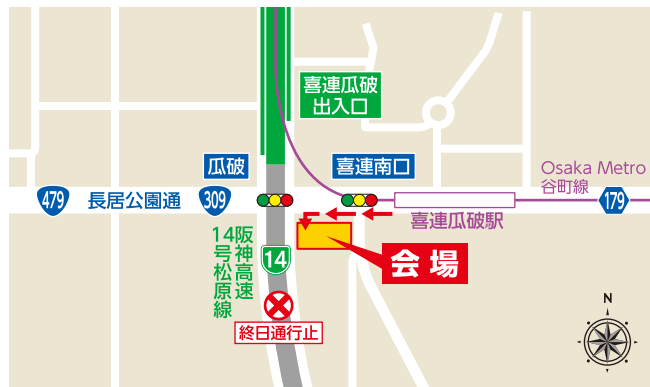 喜連瓜破
出入口
瓜破
喜連南口
Osaka Metro
谷町線
479
長居公園通
309
179
喜連瓜破駅
阪神高速
14号松原線
14
会場
終日通行止
N